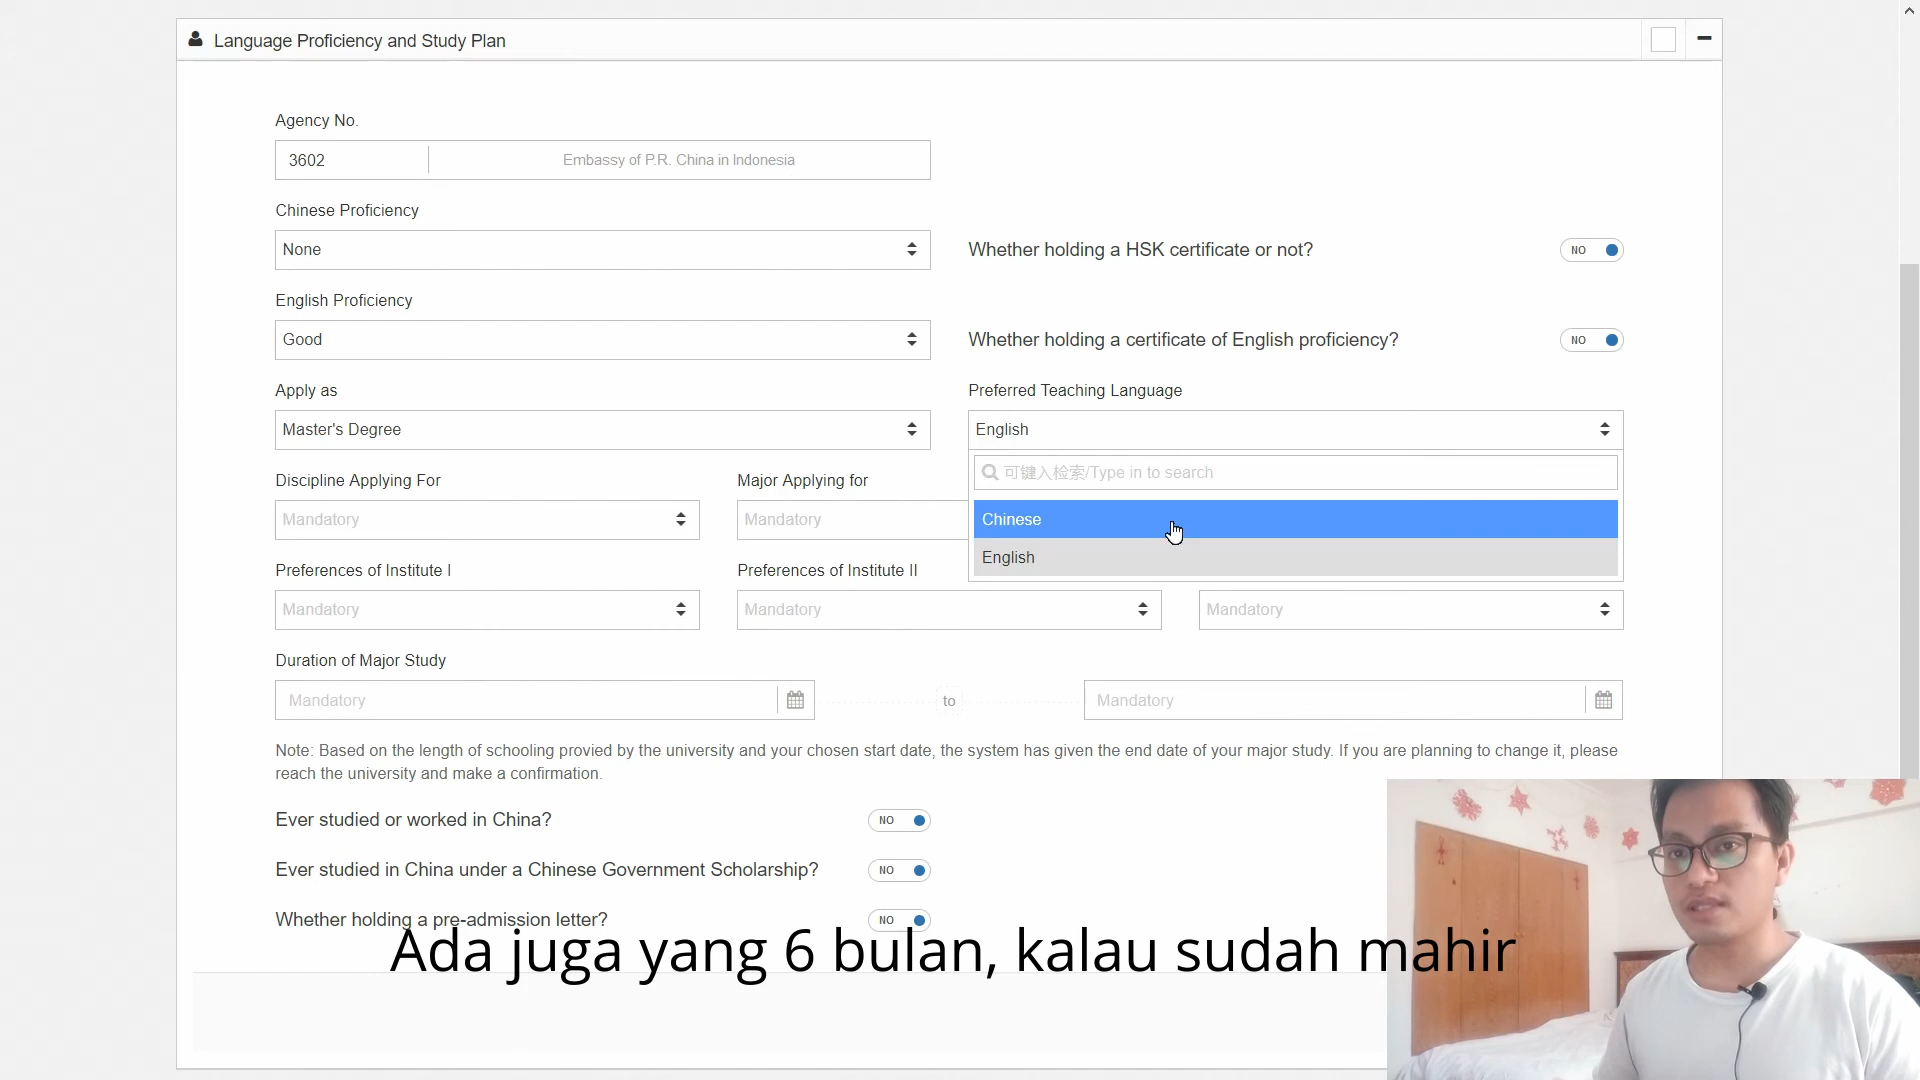 Language Proficiency and Study Plan
Agency No.
3602 Embassy of P.R. China in Indonesia
Chinese Proficiency
None
Whether holding a HSK certificate or not? NO
English Proficiency
Good
Whether holding a certificate of English proficiency? NO
Apply as
Master's Degree
Preferred Teaching Language
English
可键入检索/Type in to search
Chinese
English
Discipline Applying For
Mandatory
Major Applying for
Mandatory
Preferences of Institute I
Mandatory
Preferences of Institute II
Mandatory
Mandatory
Duration of Major Study
Mandatory to Mandatory
Note: Based on the length of schooling provied by the university and your chosen start date, the system has given the end date of your major study. If you are planning to change it, please
reach the university and make a confirmation.
Ever studied or worked in China? NO
Ever studied in China under a Chinese Government Scholarship? NO
Whether holding a pre-admission letter? NO
Ada juga yang 6 bulan, kalau sudah mahir